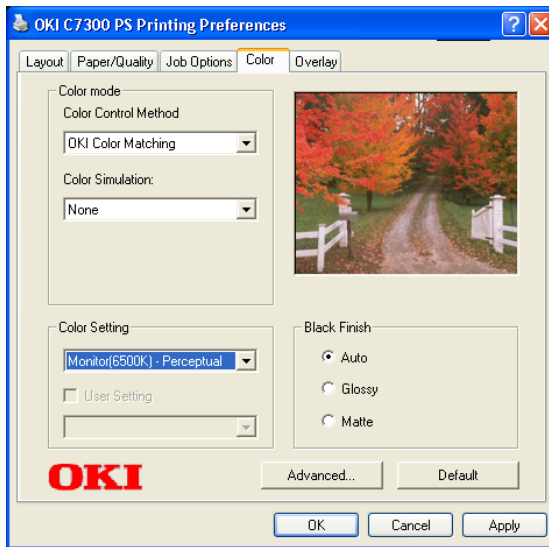 OKI C7300 PS Printing Preferences
Layout Paper/Quality Job Options Color Overlay
Color mode
Color Control Method
OKI Color Matching
Color Simulation:
None
Color Setting
Monitor(6500K) - Perceptual
User Setting
Black Finish
Auto
Glossy
Matte
OKI
Advanced... Default
OK Cancel Apply